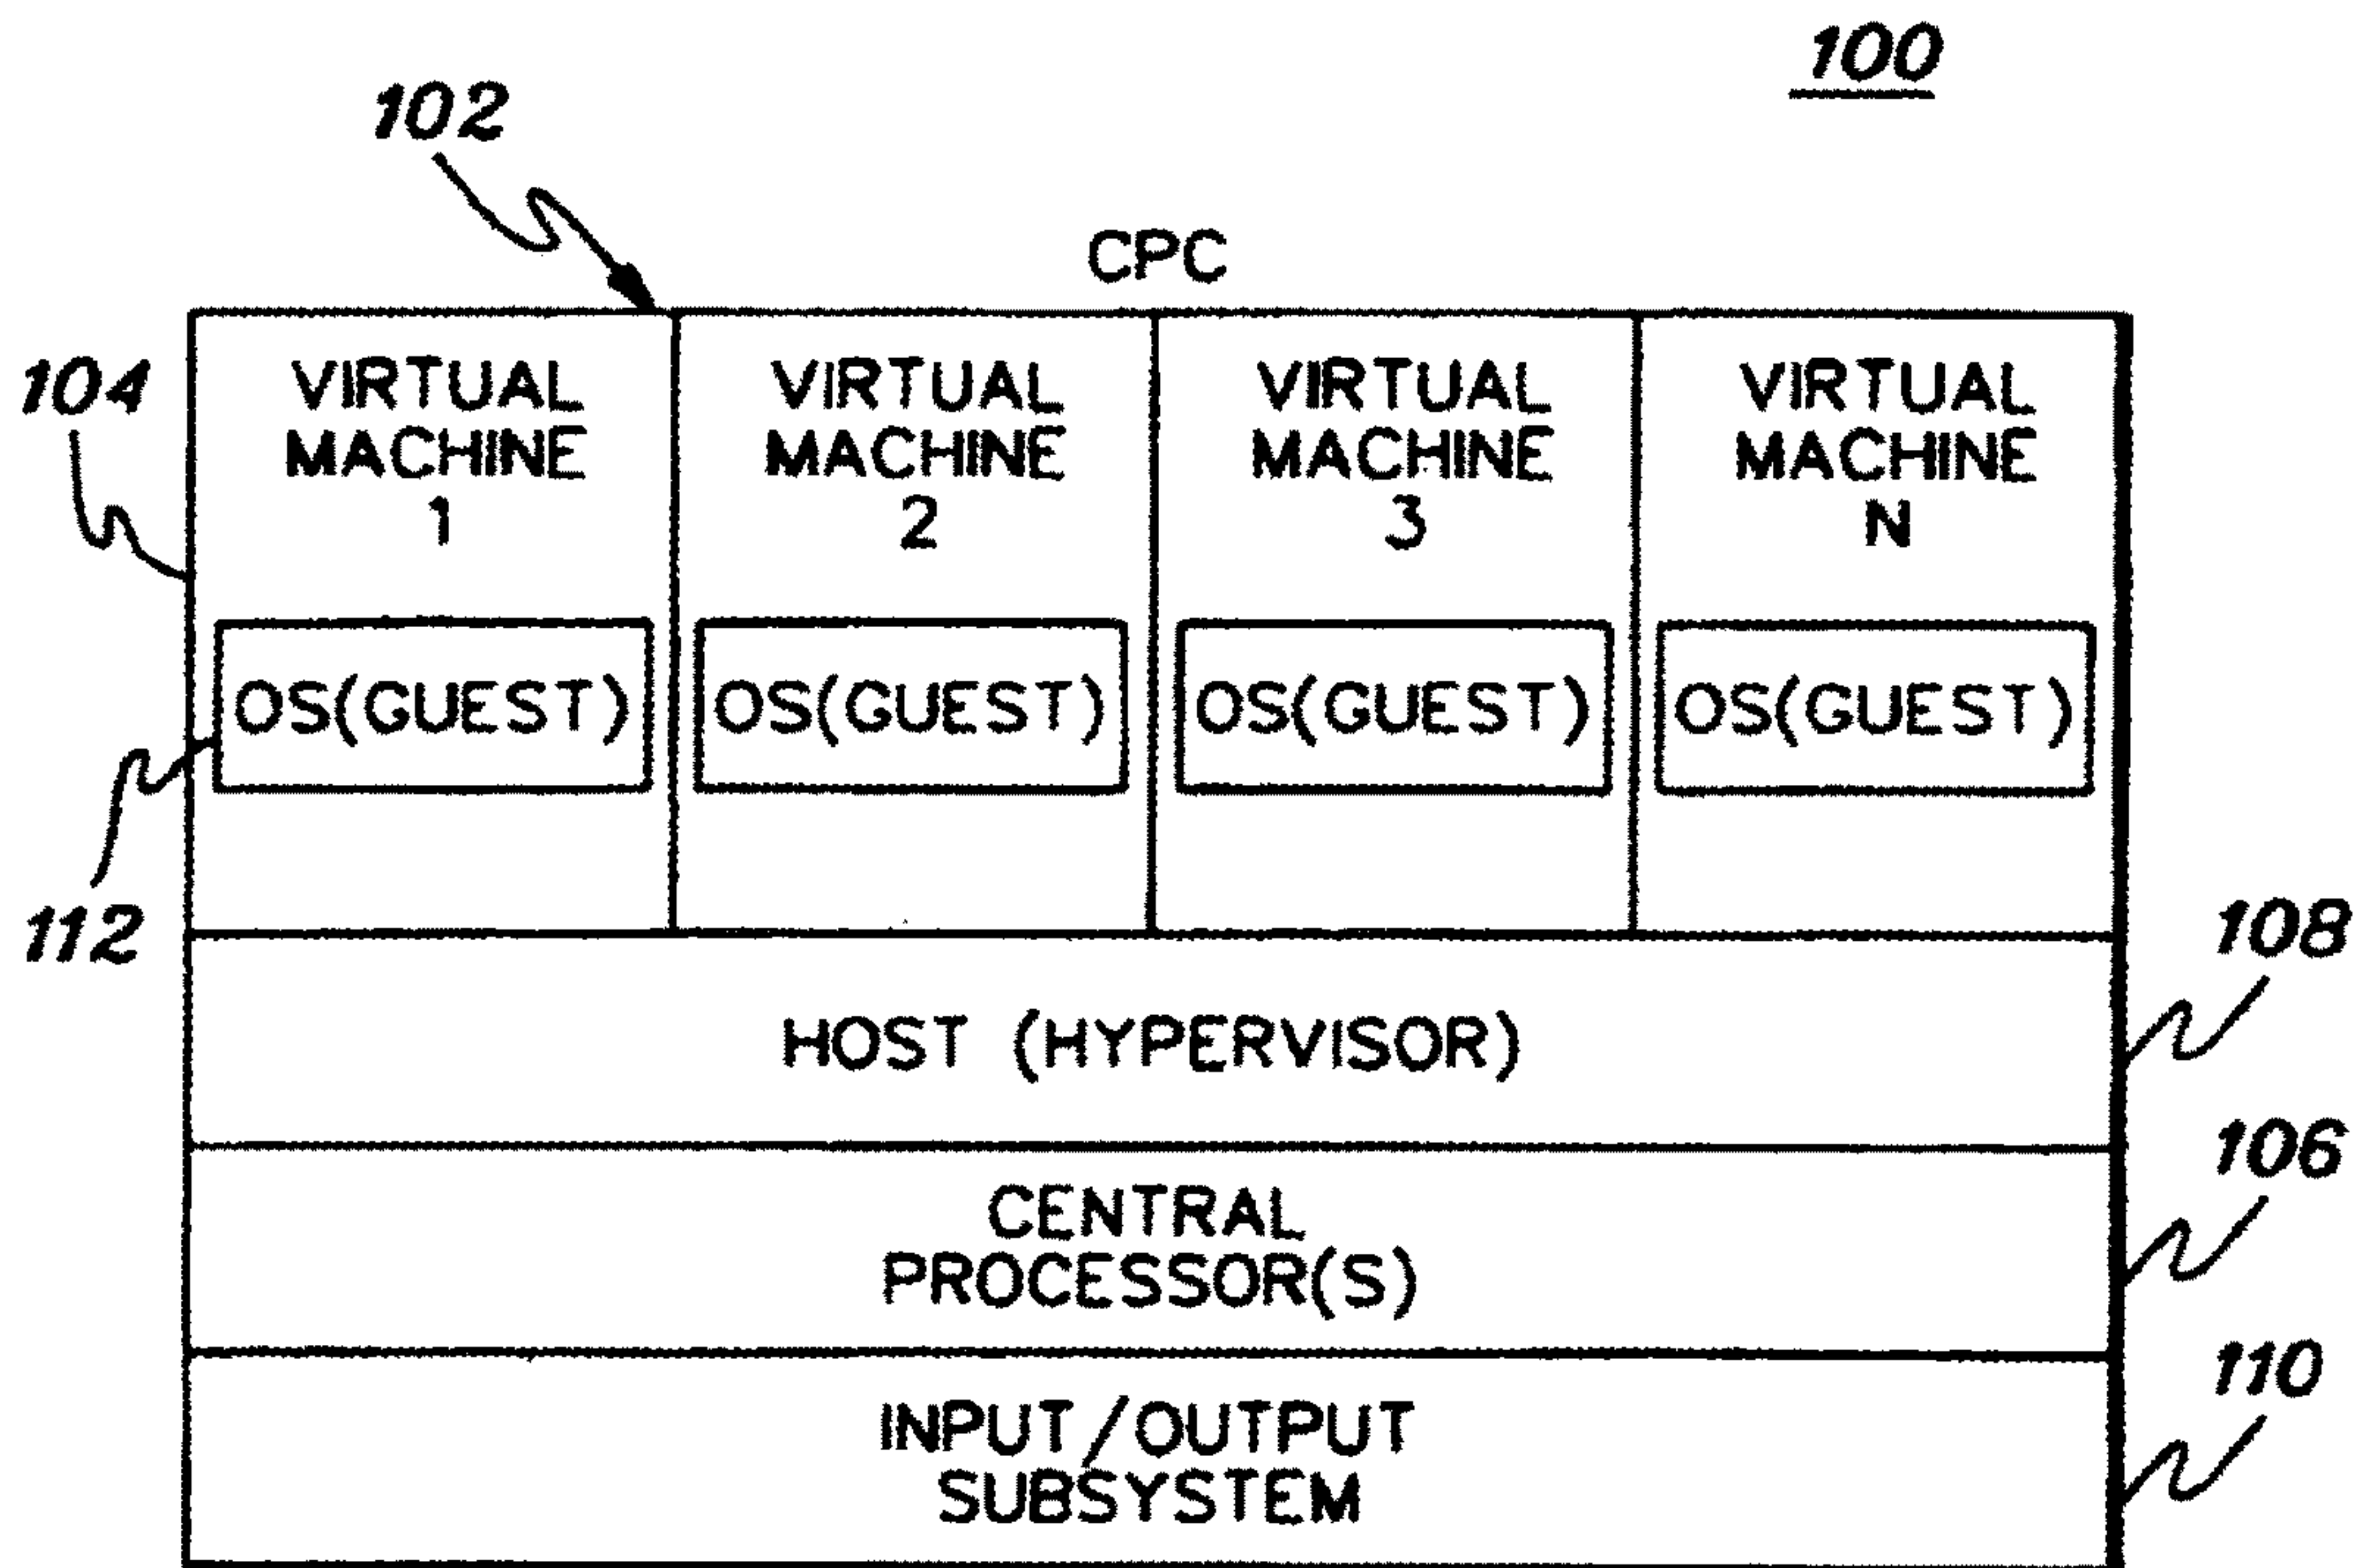 100
102
CPC
104
VIRTUAL
MACHINE
1
VIRTUAL
MACHINE
2
VIRTUAL
MACHINE
3
VIRTUAL
MACHINE
N
OS(GUEST)
OS(GUEST)
OS(GUEST)
OS(GUEST)
112
108
HOST (HYPERVISOR)
106
CENTRAL
PROCESSOR(S)
110
INPUT/OUTPUT
SUBSYSTEM